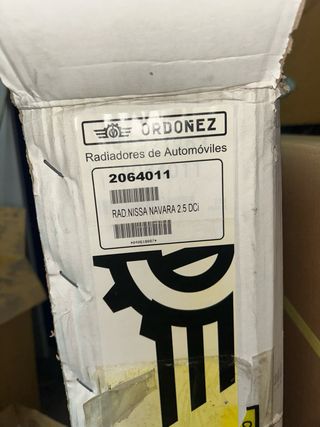 ORDOÑEZ
Radiadores de Automóviles
2064011
RAD.NISSA NAVARA 2.5 DCi